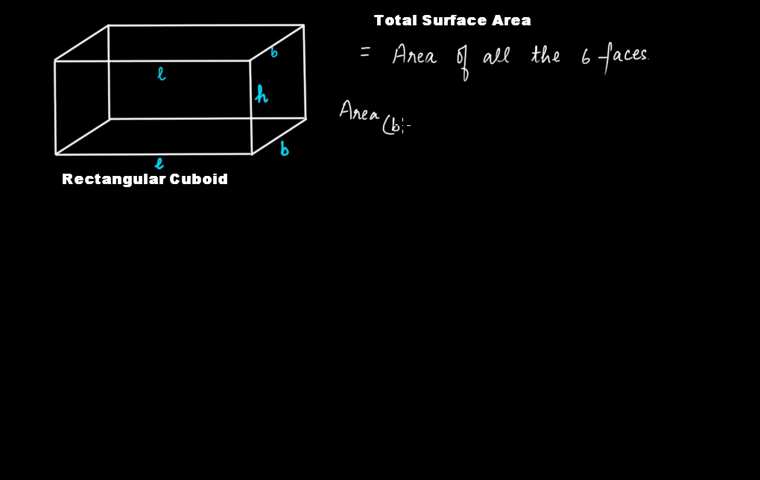 Total Surface Area
= Area of all the 6 faces.
b
l
h
Area (b
b
l
Rectangular Cuboid